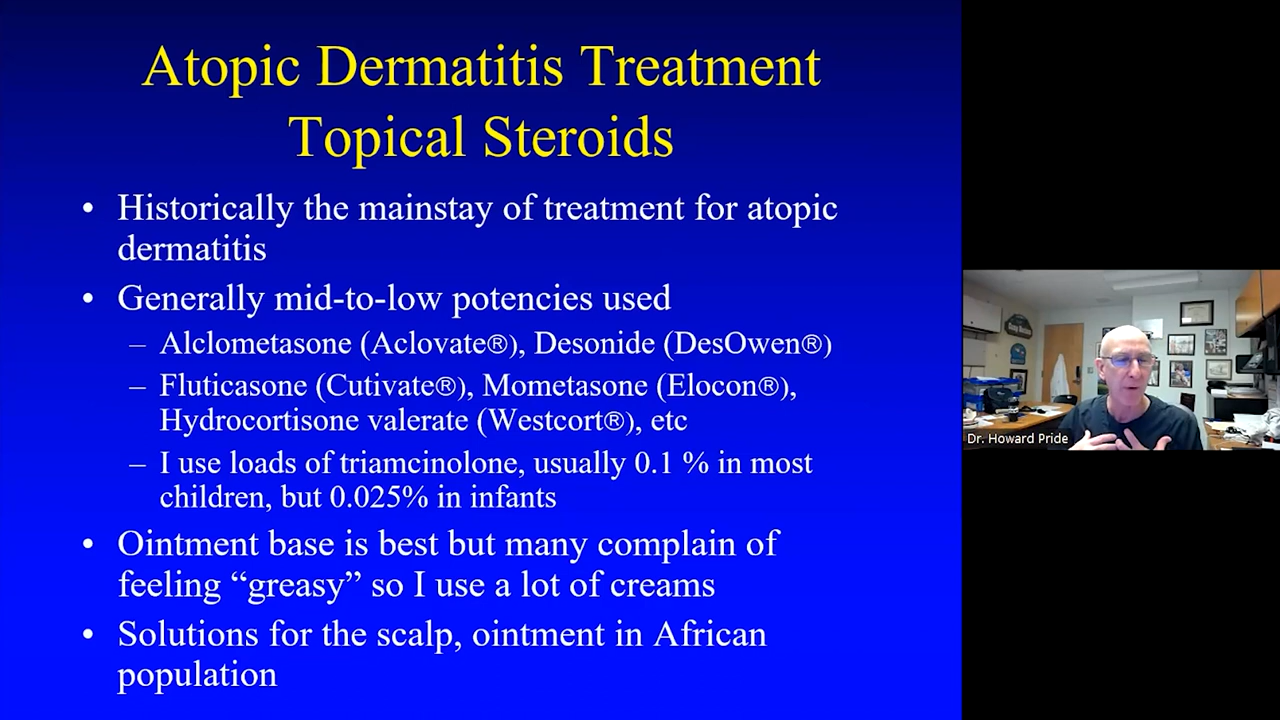 Atopic Dermatitis Treatment
Topical Steroids
• Historically the mainstay of treatment for atopic
dermatitis
• Generally mid-to-low potencies used
– Alclometasone (Aclovate®), Desonide (DesOwen®)
– Fluticasone (Cutivate®), Mometasone (Elocon®),
Hydrocortisone valerate (Westcort®), etc
– I use loads of triamcinolone, usually 0.1 % in most
children, but 0.025% in infants
• Ointment base is best but many complain of
feeling “greasy” so I use a lot of creams
• Solutions for the scalp, ointment in African
population
Dr. Howard Pride